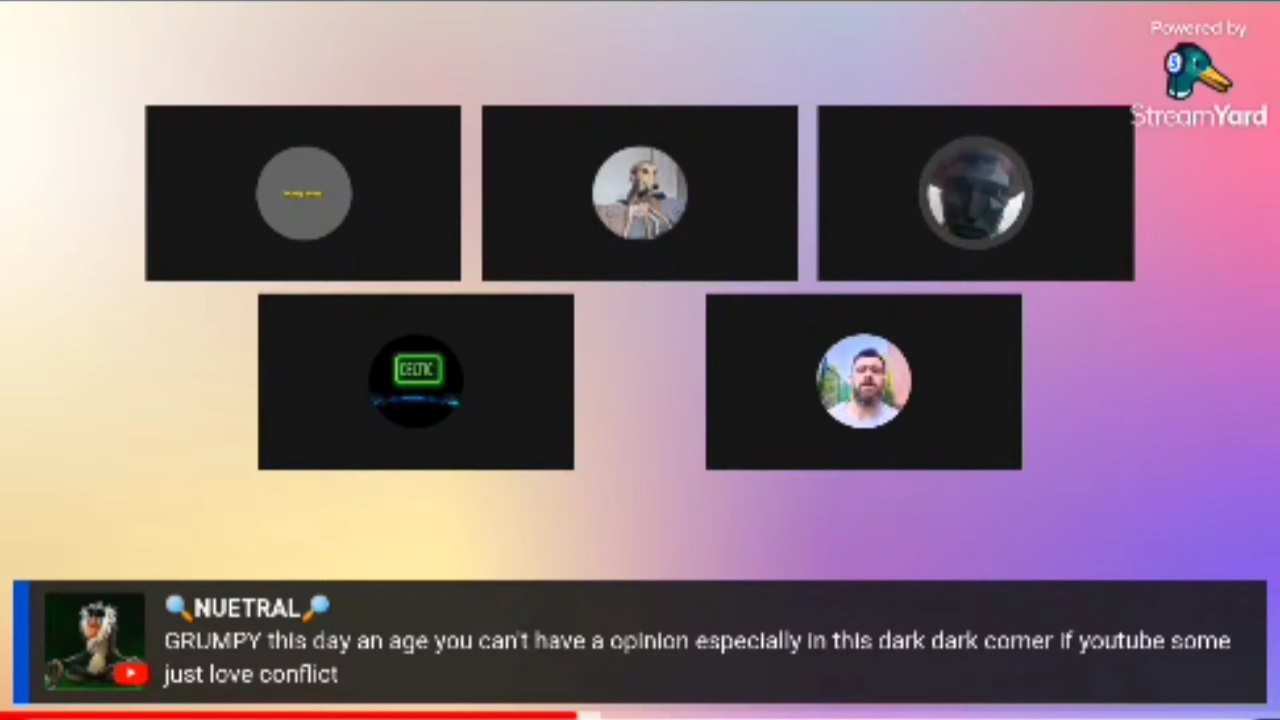 Powered by
StreamYard
CELTIC
🔍NUETRAL🔎
GRUMPY this day an age you can't have a opinion especially in this dark dark corner if youtube some
just love conflict